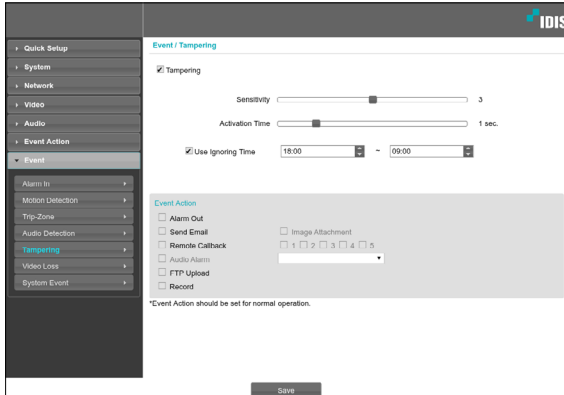 IDIS
Quick Setup
System
Network
Video
Audio
Event Action
Event
Alarm In
Motion Detection
Trip-Zone
Audio Detection
Tampering
Video Loss
System Event
Event / Tampering
Tampering
Sensitivity 3
Activation Time 1 sec.
Use Ignoring Time 18:00 ~ 09:00
Event Action
Alarm Out
Send Email Image Attachment
Remote Callback 1 2 3 4 5
Audio Alarm
FTP Upload
Record
*Event Action should be set for normal operation.
Save